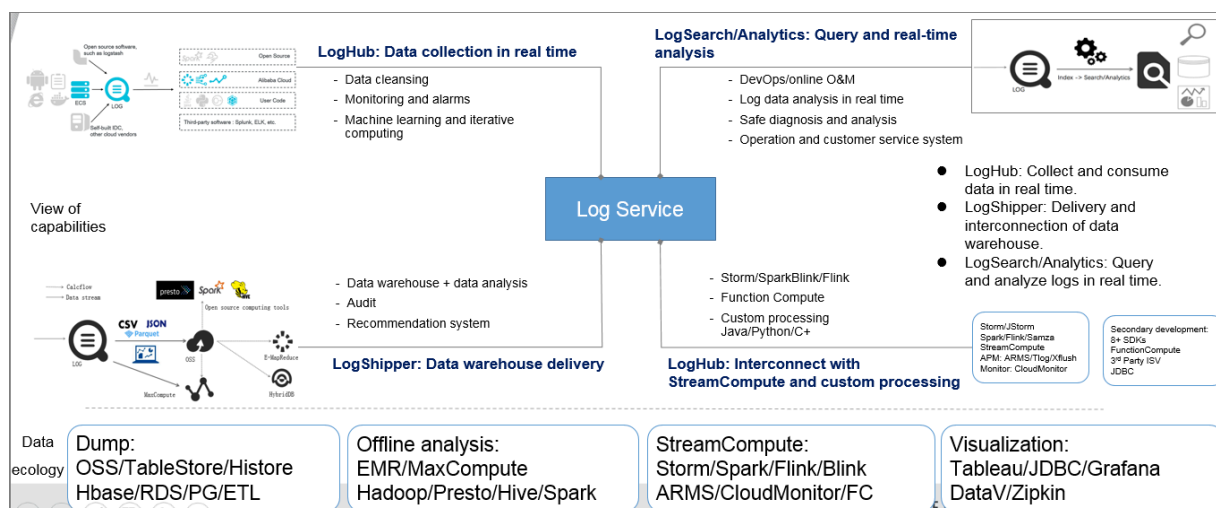 Open source software,
such as logstash
ECS
LOG
Self-built IDC,
other cloud vendors
Open Source
Alibaba Cloud
User Code
Third-party software : Splunk, ELK, etc.
LogHub: Data collection in real time
- Data cleansing
- Monitoring and alarms
- Machine learning and iterative
computing
LogSearch/Analytics: Query and real-time
analysis
- DevOps/online O&M
- Log data analysis in real time
- Safe diagnosis and analysis
- Operation and customer service system
LOG
Index -> Search/Analytics
View of
capabilities
Log Service
● LogHub: Collect and consume
data in real time.
● LogShipper: Delivery and
interconnection of data
warehouse.
● LogSearch/Analytics: Query
and analyze logs in real time.
Calcflow
Data stream
presto
Spark
HIVE
Open source computing tools
CSV JSON
Parquet
LOG
OSS
E-MapReduce
MaxCompute
HybridDB
- Data warehouse + data analysis
- Audit
- Recommendation system
LogShipper: Data warehouse delivery
- Storm/SparkBlink/Flink
- Function Compute
- Custom processing
Java/Python/C+
LogHub: Interconnect with
StreamCompute and custom processing
Storm/JStorm
Spark/Flink/Samza
StreamCompute
APM: ARMS/Tlog/Xflush
Monitor: CloudMonitor
Secondary development:
8+ SDKs
FunctionCompute
3rd Party ISV
JDBC
Data
ecology
Dump:
OSS/TableStore/Histore
Hbase/RDS/PG/ETL
Offline analysis:
EMR/MaxCompute
Hadoop/Presto/Hive/Spark
StreamCompute:
Storm/Spark/Flink/Blink
ARMS/CloudMonitor/FC
Visualization:
Tableau/JDBC/Grafana
DataV/Zipkin